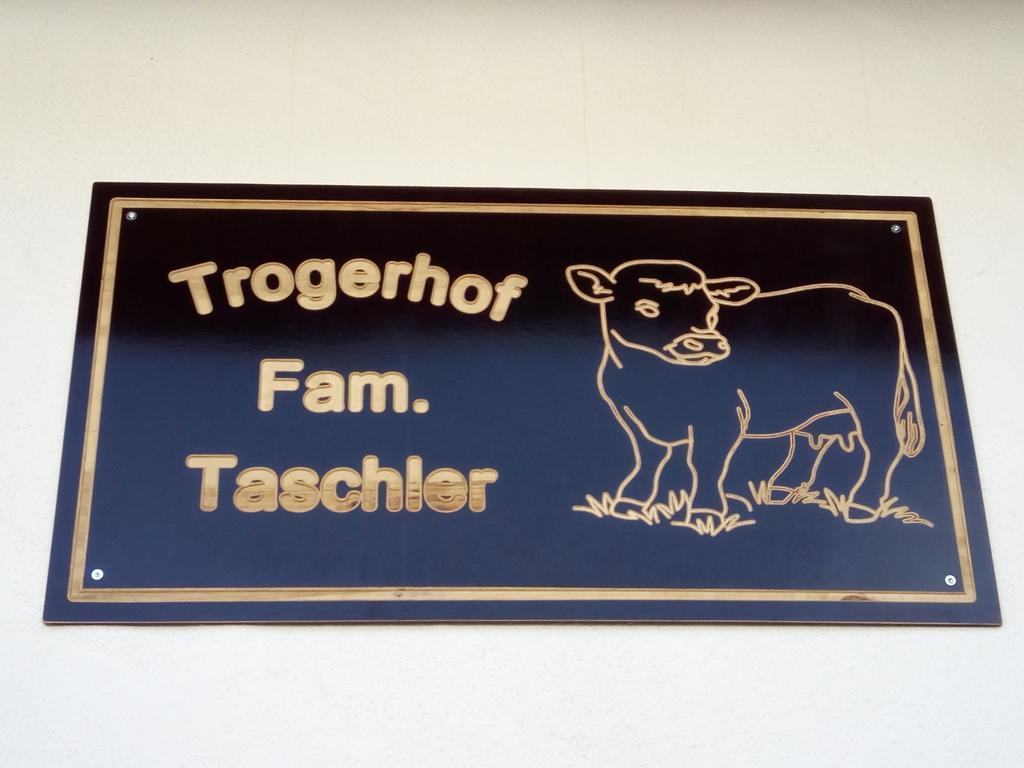 Trogerhof
Fam.
Taschler